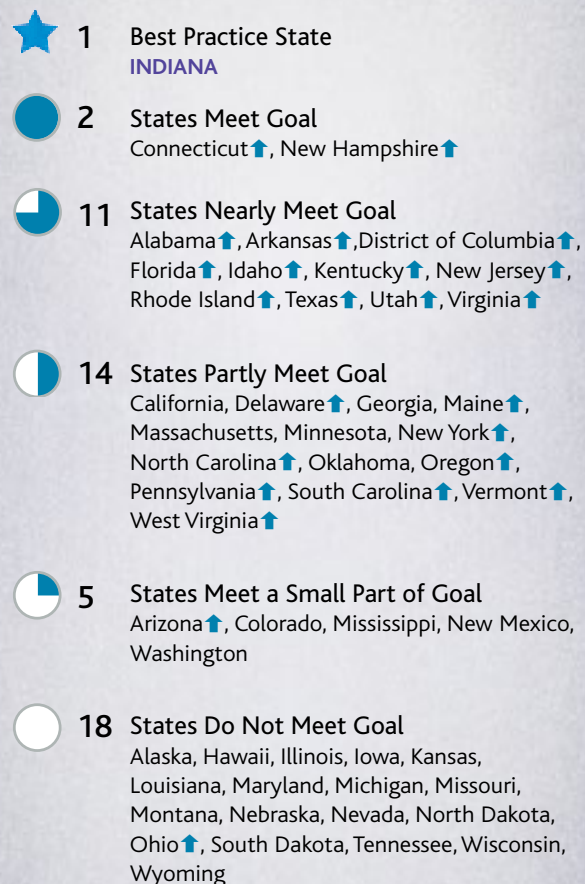 1 Best Practice State
INDIANA
2 States Meet Goal
Connecticut⬆, New Hampshire⬆
11 States Nearly Meet Goal
Alabama⬆, Arkansas⬆,District of Columbia⬆,
Florida⬆, Idaho⬆, Kentucky⬆, New Jersey⬆,
Rhode Island⬆, Texas⬆, Utah⬆, Virginia⬆
14 States Partly Meet Goal
California, Delaware⬆, Georgia, Maine⬆,
Massachusetts, Minnesota, New York⬆,
North Carolina⬆, Oklahoma, Oregon⬆,
Pennsylvania⬆, South Carolina⬆, Vermont⬆,
West Virginia⬆
5 States Meet a Small Part of Goal
Arizona⬆, Colorado, Mississippi, New Mexico,
Washington
18 States Do Not Meet Goal
Alaska, Hawaii, Illinois, Iowa, Kansas,
Louisiana, Maryland, Michigan, Missouri,
Montana, Nebraska, Nevada, North Dakota,
Ohio⬆, South Dakota, Tennessee, Wisconsin,
Wyoming